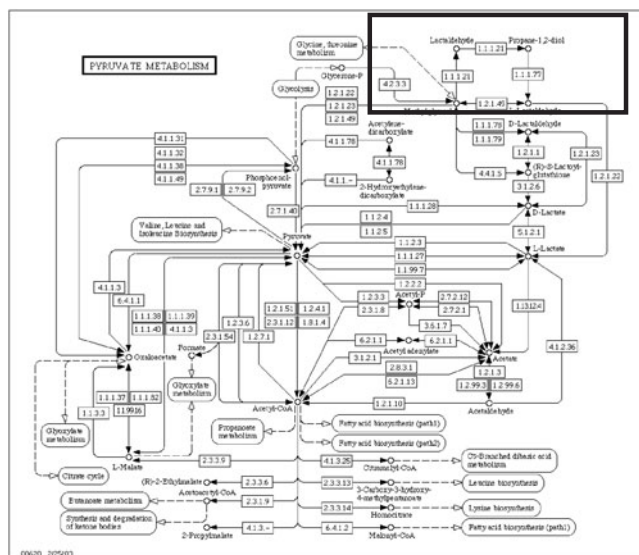 Lactaldehyde
Propane-1,2-diol
Glycine, threonine
metabolism
1.1.1.21
PYRUVATE METABOLISM
Glycerone-P
1.1.1.21
1.1.1.77
Glycolysis
4.2.3.3
1.2.1.22
1.2.1.23
1.2.1.49
1.2.1.49
Acetylene-
dicarboxylate
1.1.1.78
1.1.1.79
D-Lactaldehyde
4.1.1.31
4.1.1.32
4.1.1.38
4.1.1.49
4.1.1.78
4.1.1.78
1.2.1.1
1.2.1.23
1.2.1.22
Phosphoenol-
pyruvate
4.4.1.5
(R)-S-Lactoyl-
glutathione
2.7.9.1
2.7.9.2
4.1.1.-
2-Hydroxyethylene-
dicarboxylate
3.1.2.6
1.1.1.28
D-Lactate
2.7.1.40
1.1.2.4
1.1.2.5
5.1.2.1
Valine, Leucine and
Isoleucine Biosynthesis
Pyruvate
1.1.2.3
1.1.1.27
1.1.99.7
L-Lactate
1.2.2.2
4.1.1.3
6.4.1.1
1.1.1.38
1.1.1.39
1.1.1.40
4.1.1.3
2.3.1.54
1.2.3.6
1.2.7.1
1.2.1.51
1.2.4.1
2.3.1.12
1.8.1.4
1.2.3.3
2.3.1.8
Acetyl-P
2.7.2.12
2.7.2.1
1.13.12.4
3.6.1.7
6.2.1.1
6.2.1.1
Acetyl adenylate
4.1.2.36
Oxaloacetate
Formate
3.1.2.1
2.8.3.1
6.2.1.13
Acetate
Glyoxylate
metabolism
1.2.1.3
1.2.99.3
1.2.99.6
1.1.1.37
1.1.1.82
1.1.99.16
1.1.3.3
Acetyl-CoA
1.2.1.10
Acetaldehyde
Glyoxylate
metabolism
Propanoate
metabolism
Fatty acid biosynthesis (path1)
Fatty acid biosynthesis (path2)
L-Malate
Citrate cycle
2.3.3.9
4.1.3.25
Citramalyl-CoA
C5-Branched dibasic acid
metabolism
(R)-2-Ethylmalate
2.3.3.6
2.3.3.13
3-Carboxy-3-hydroxy-
4-methylpentanoate
Leucine biosynthesis
Butanoate metabolism
Acetoacetyl-CoA
2.3.1.9
2.3.3.14
Homocitrate
Lysine biosynthesis
Synthesis and degradation
of ketone bodies
2-Propylmalate
4.1.3.-
6.4.1.2
Malonyl-CoA
Fatty acid biosynthesis (path1)